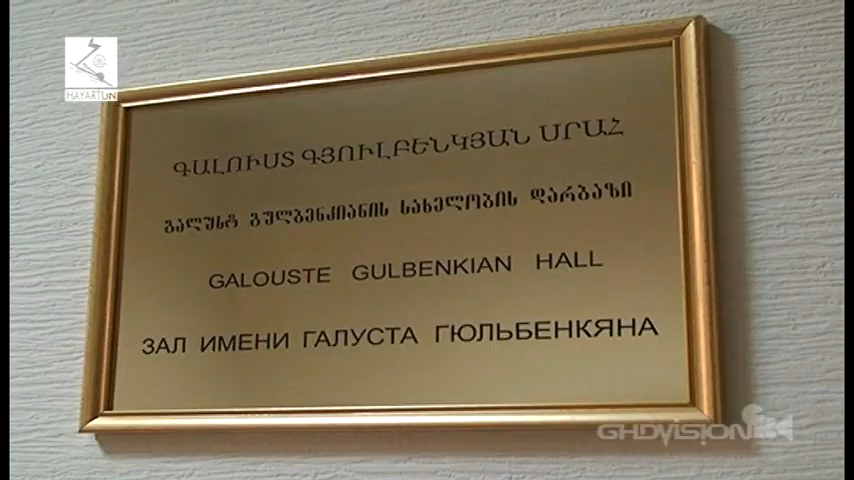 HAYARTUN
ԳԱԼՈՒՍՏ ԳՅՈՒԼԲԵՆԿՅԱՆ ՍՐԱՀ
გალუსტ გულბენკიანის სახელობის დარბაზი
GALOUSTE GULBENKIAN HALL
ЗАЛ ИМЕНИ ГАЛУСТА ГЮЛЬБЕНКЯНА
GHDVISION